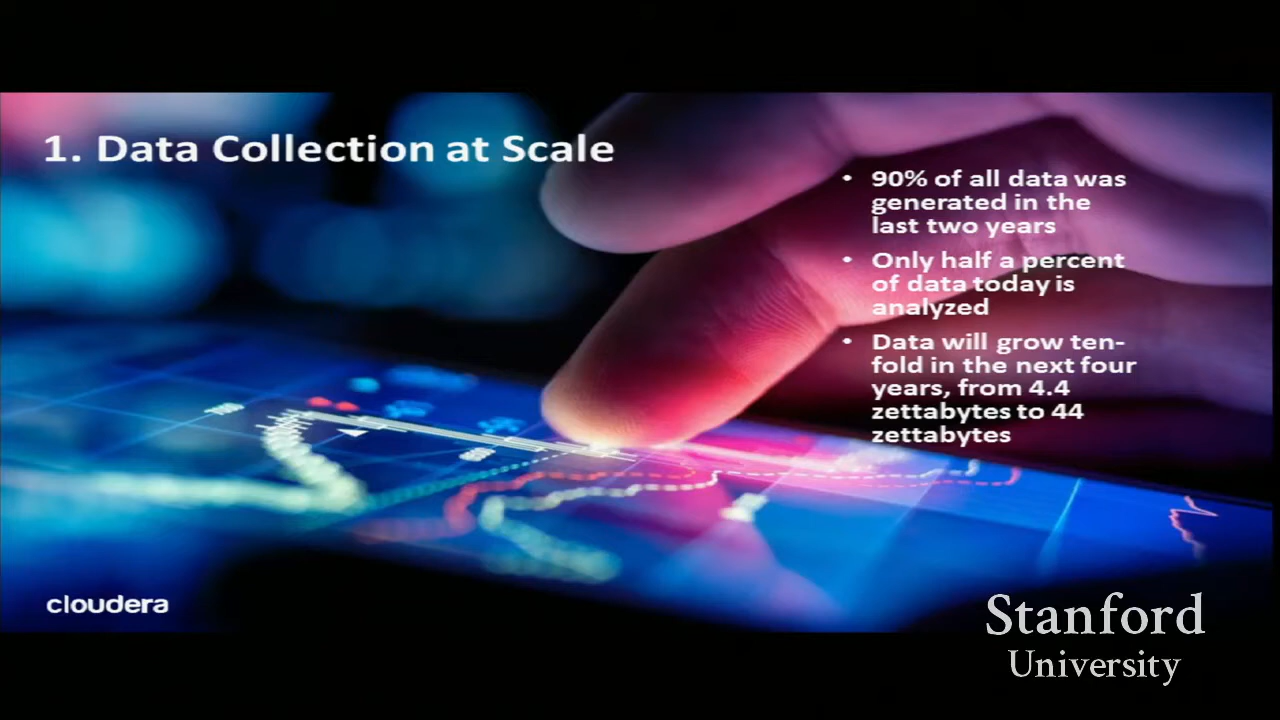 1. Data Collection at Scale
• 90% of all data was
generated in the
last two years
• Only half a percent
of data today is
analyzed
• Data will grow ten-
fold in the next four
years, from 4.4
zettabytes to 44
zettabytes
cloudera
Stanford
University